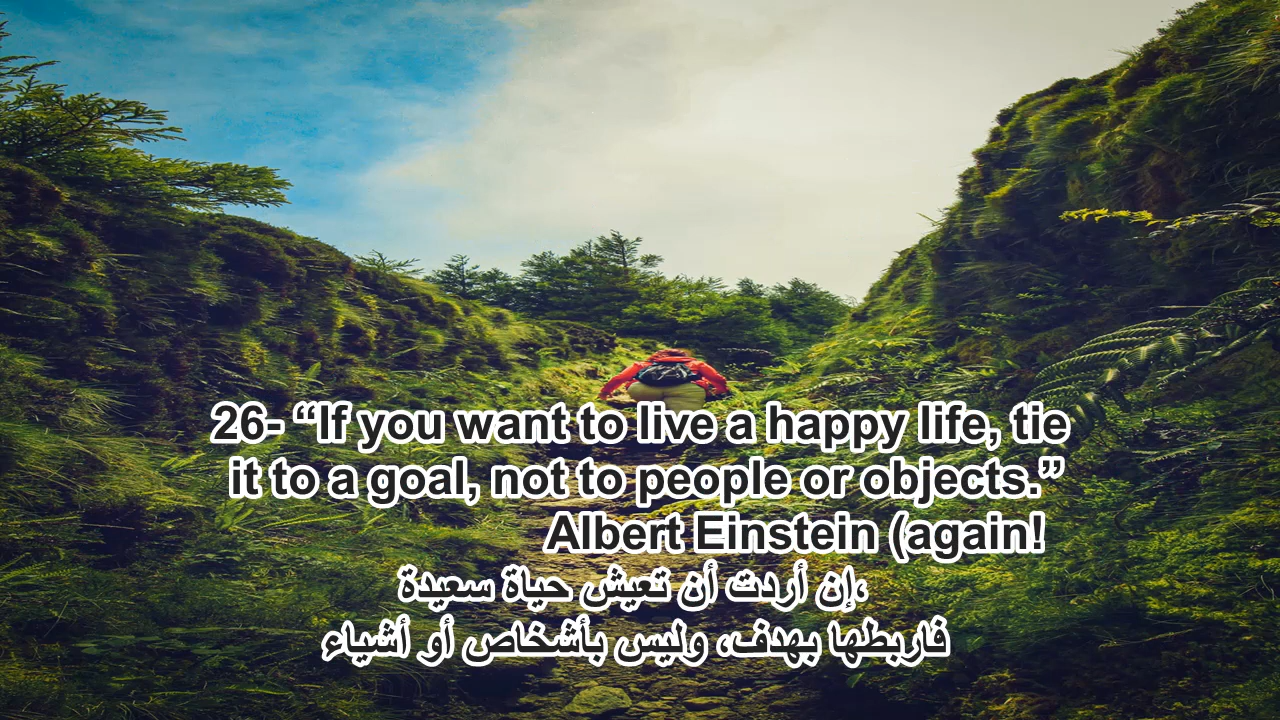 26- “If you want to live a happy life, tie
it to a goal, not to people or objects.”
Albert Einstein (again!
إن أردت أن تعيش حياة سعيدة،
فاربطها بهدف، وليس بأشخاص أو أشياء